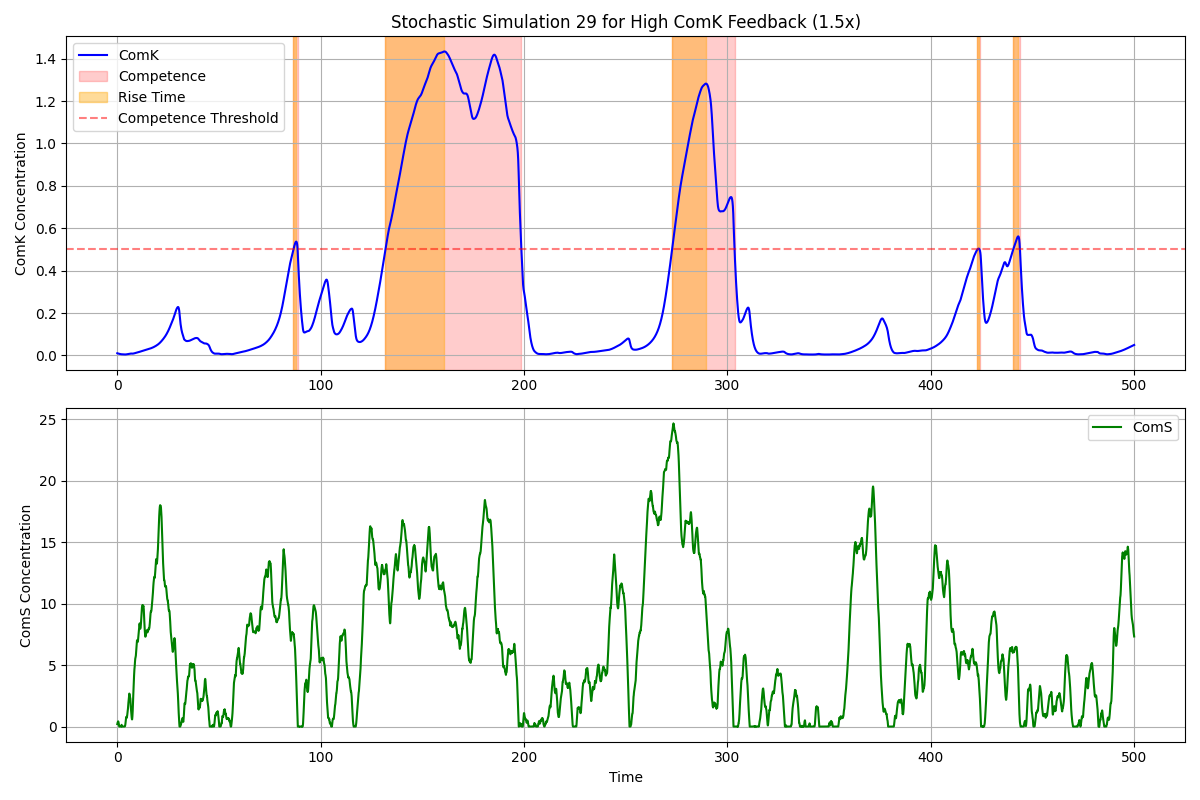 Stochastic Simulation 29 for High ComK Feedback (1.5x)
ComK
Competence
Rise Time
Competence Threshold
ComK Concentration
1.4
1.2
1.0
0.8
0.6
0.4
0.2
0.0
0 100 200 300 400 500
ComS
ComS Concentration
25
20
15
10
5
0
0 100 200 300 400 500
Time